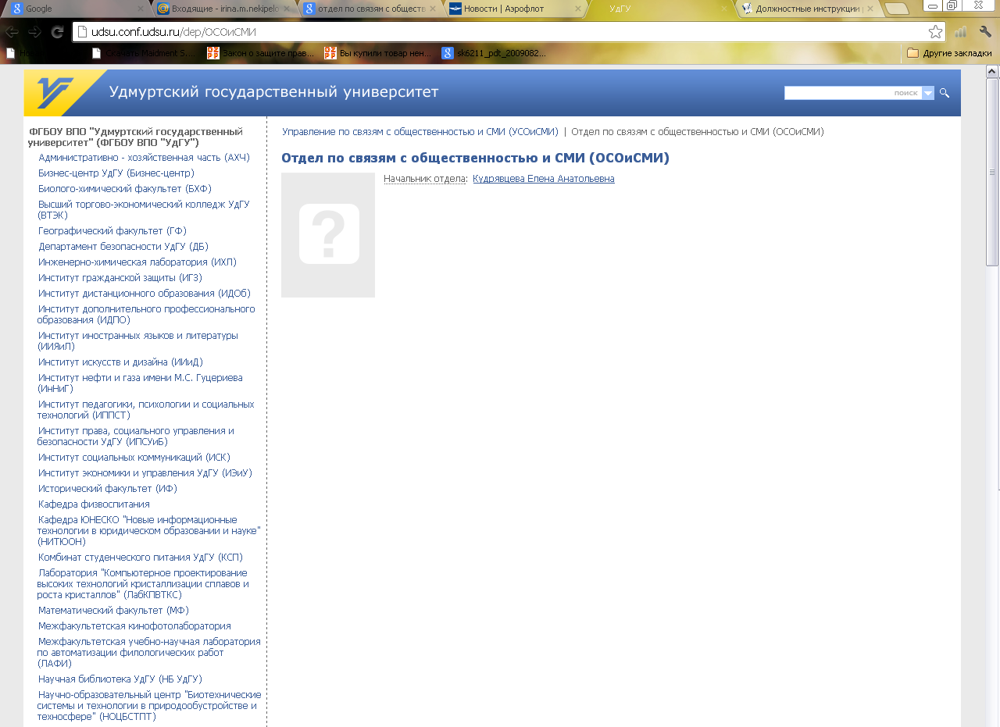 Google
Входящие - irina.m.nekipelo
отдел по связям с обществ
Новости | Аэрофлот
УдГУ
Должностные инструкции
udsu.conf.udsu.ru/dep/ОСОиСМИ
Скачать Maidment S....
Закон о защите прав...
Вы купили товар нен...
sk6211_pdt_2009082...
Другие закладки
Удмуртский государственный университет
поиск
ФГБОУ ВПО "Удмуртский государственный
университет" (ФГБОУ ВПО "УдГУ")
Административно - хозяйственная часть (АХЧ)
Бизнес-центр УдГУ (Бизнес-центр)
Биолого-химический факультет (БХФ)
Высший торгово-экономический колледж УдГУ
(ВТЭК)
Географический факультет (ГФ)
Департамент безопасности УдГУ (ДБ)
Инженерно-химическая лаборатория (ИХЛ)
Институт гражданской защиты (ИГЗ)
Институт дистанционного образования (ИДОб)
Институт дополнительного профессионального
образования (ИДПО)
Институт иностранных языков и литературы
(ИИЯиЛ)
Институт искусств и дизайна (ИИиД)
Институт нефти и газа имени М.С. Гуцериева
(ИнНиГ)
Институт педагогики, психологии и социальных
технологий (ИППСТ)
Институт права, социального управления и
безопасности УдГУ (ИПСУиБ)
Институт социальных коммуникаций (ИСК)
Институт экономики и управления УдГУ (ИЭиУ)
Исторический факультет (ИФ)
Кафедра физвоспитания
Кафедра ЮНЕСКО "Новые информационные
технологии в юридическом образовании и науке"
(НИТЮОН)
Комбинат студенческого питания УдГУ (КСП)
Лаборатория "Компьютерное проектирование
высоких технологий кристаллизации сплавов и
роста кристаллов" (ЛабКПВТКС)
Математический факультет (МФ)
Межфакультетская кинофотолаборатория
Межфакультетская учебно-научная лаборатория
по автоматизации филологических работ
(ЛАФИ)
Научная библиотека УдГУ (НБ УдГУ)
Научно-образовательный центр "Биотехнические
системы и технологии в природообустройстве и
техносфере" (НОЦБСТПТ)
Управление по связям с общественностью и СМИ (УСОиСМИ) | Отдел по связям с общественностью и СМИ (ОСОиСМИ)
Отдел по связям с общественностью и СМИ (ОСОиСМИ)
Начальник отдела: Кудрявцева Елена Анатольевна
?